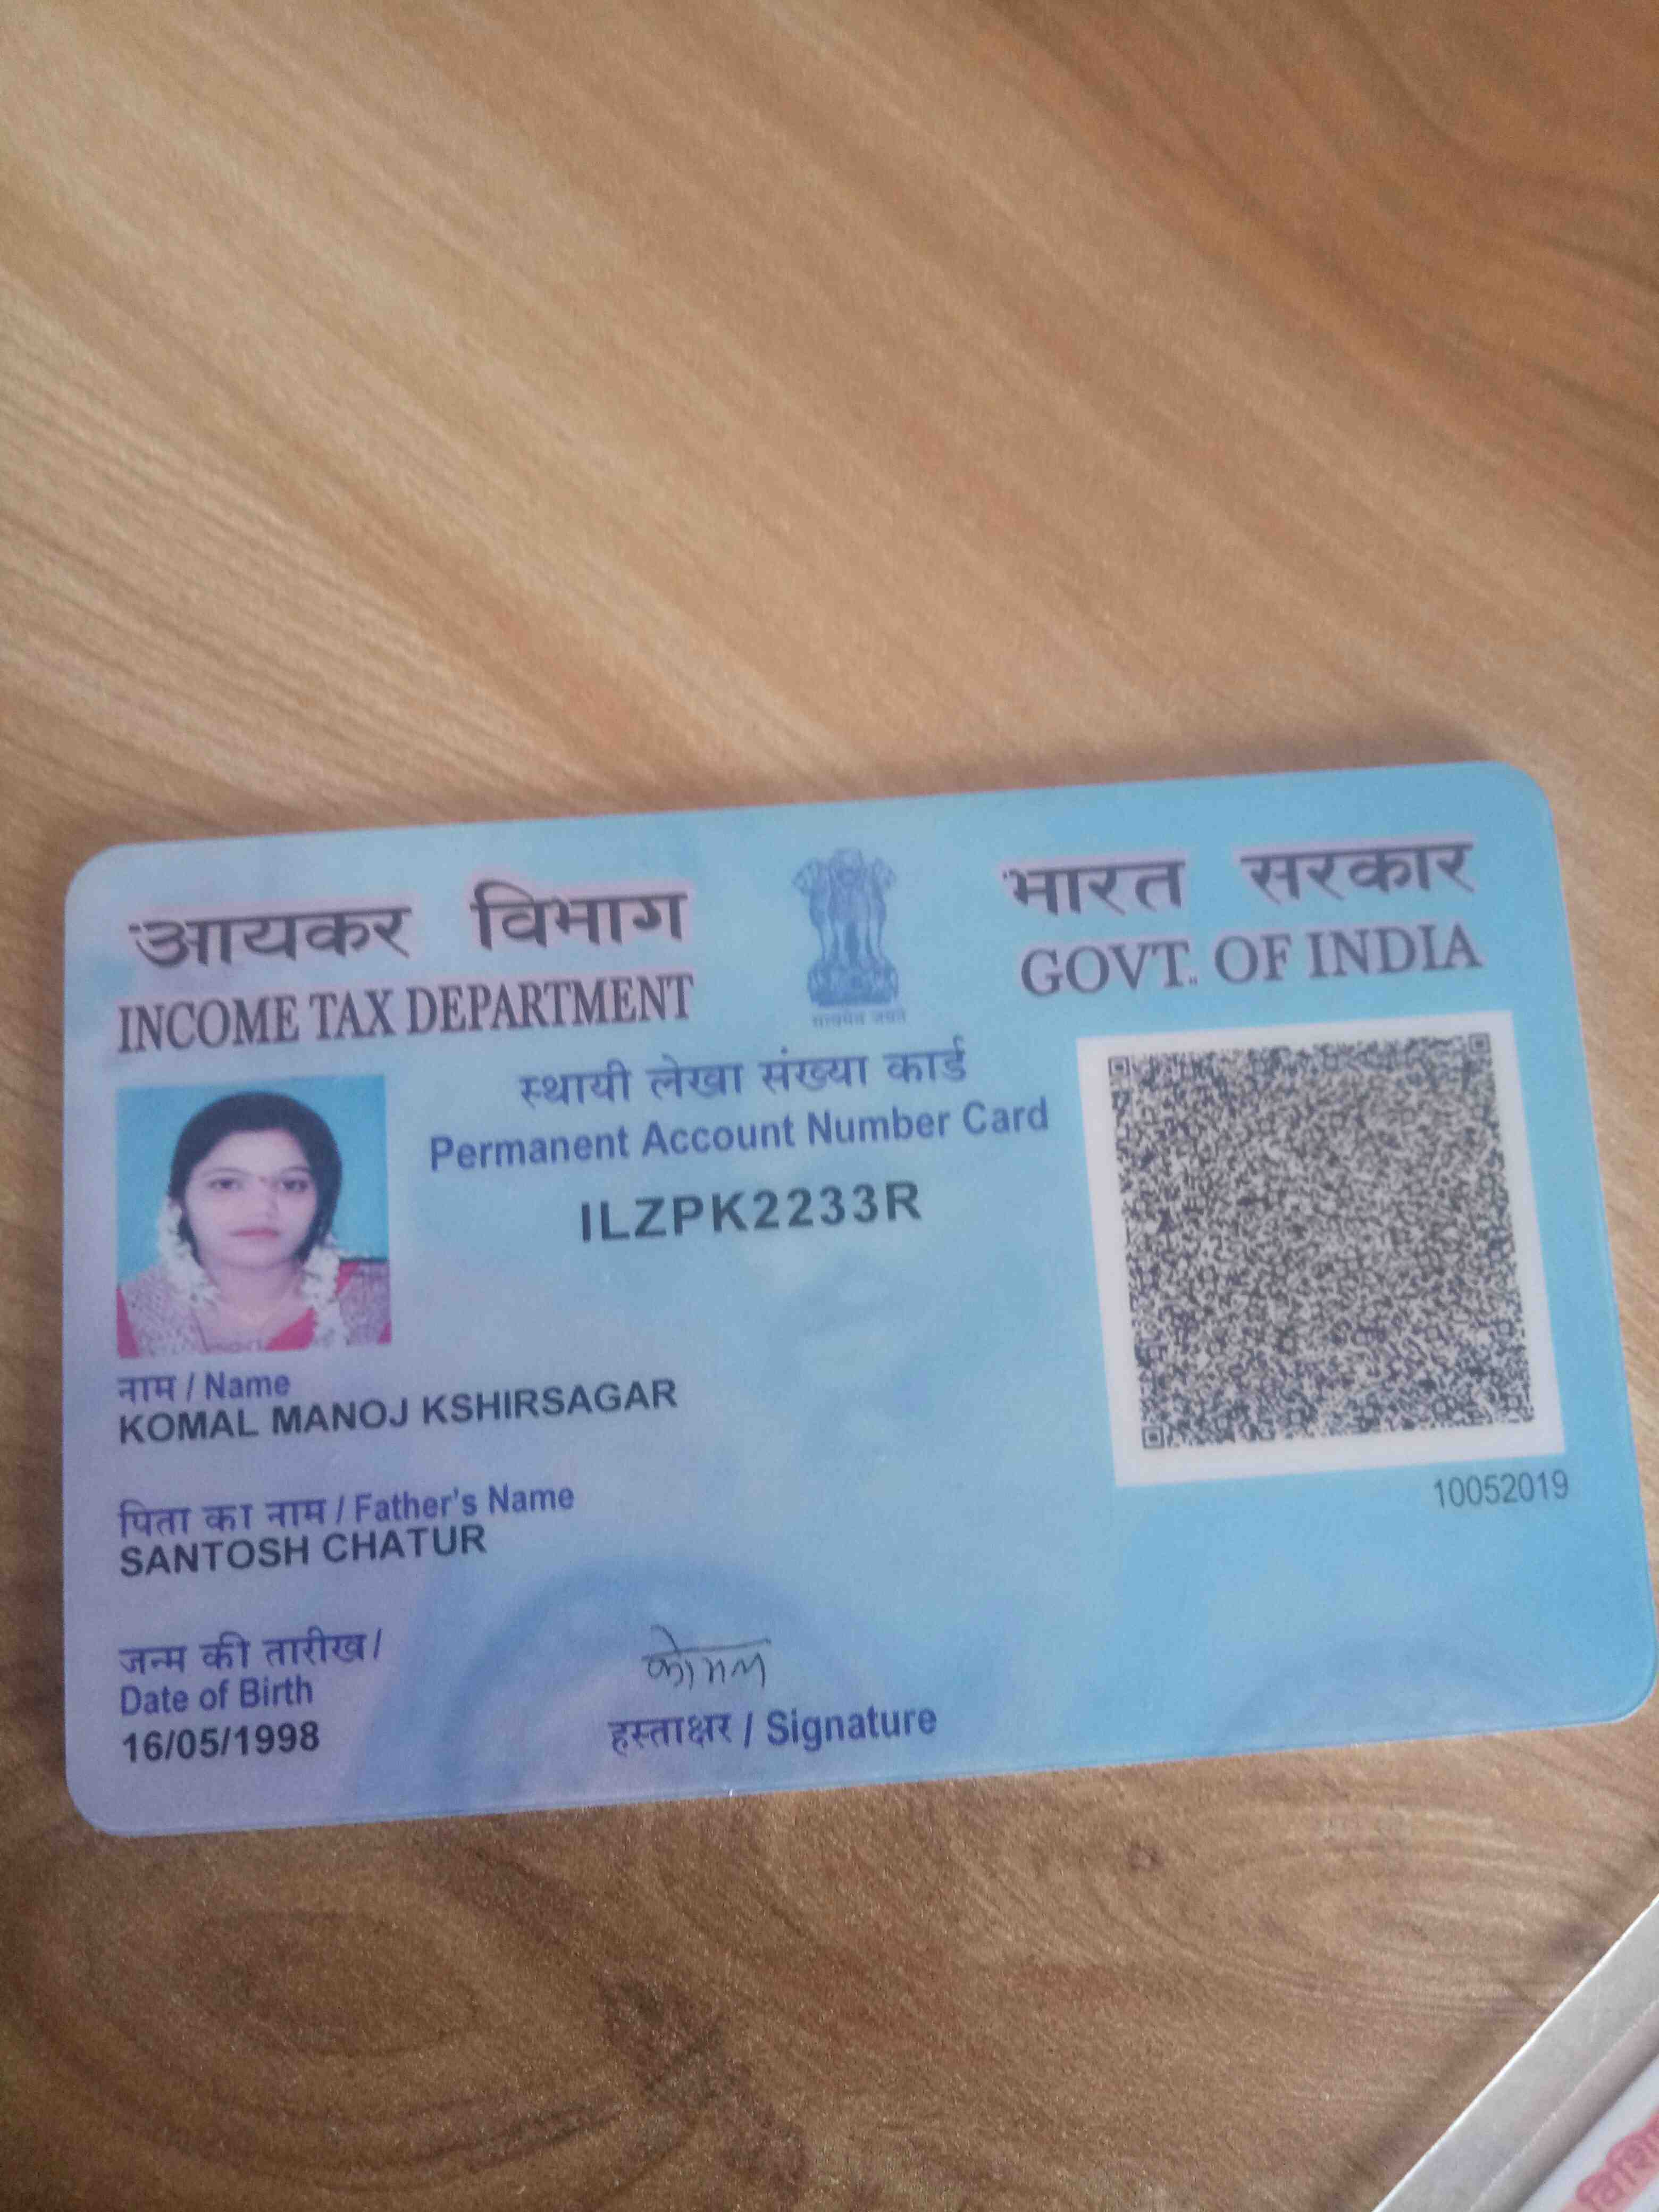 आयकर विभाग
INCOME TAX DEPARTMENT
सत्यमेव जयते
भारत सरकार
GOVT. OF INDIA
स्थायी लेखा संख्या कार्ड
Permanent Account Number Card
ILZPK2233R
नाम / Name
KOMAL MANOJ KSHIRSAGAR
पिता का नाम / Father's Name
SANTOSH CHATUR
जन्म की तारीख /
Date of Birth
16/05/1998
कोमल
हस्ताक्षर / Signature
10052019